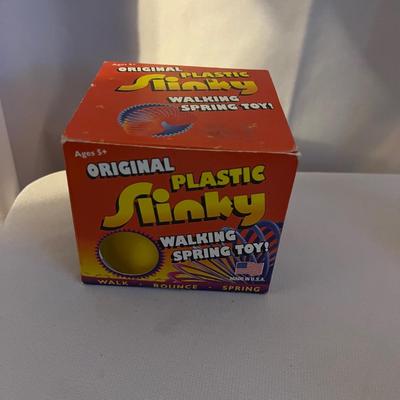 Ages 5+
ORIGINAL
PLASTIC
Slinky
WALKING
SPRING TOY!
Ages 5+
ORIGINAL
PLASTIC
Slinky
WALKING
SPRING TOY!
MADE IN U.S.A.
WALK • BOUNCE • SPRING